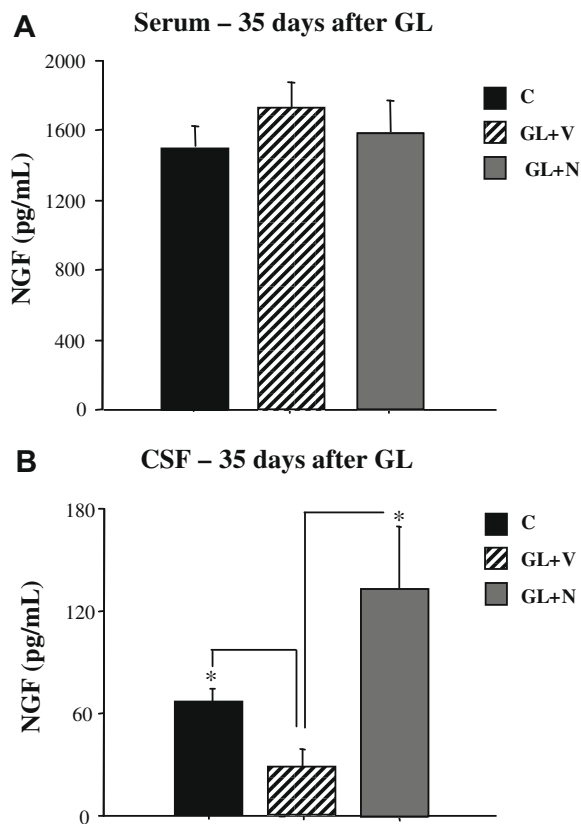 A
Serum – 35 days after GL
2000
1600
1200
800
400
0
NGF (pg/mL)
C
GL+V
GL+N
B
CSF – 35 days after GL
180
120
60
0
NGF (pg/mL)
*
*
C
GL+V
GL+N